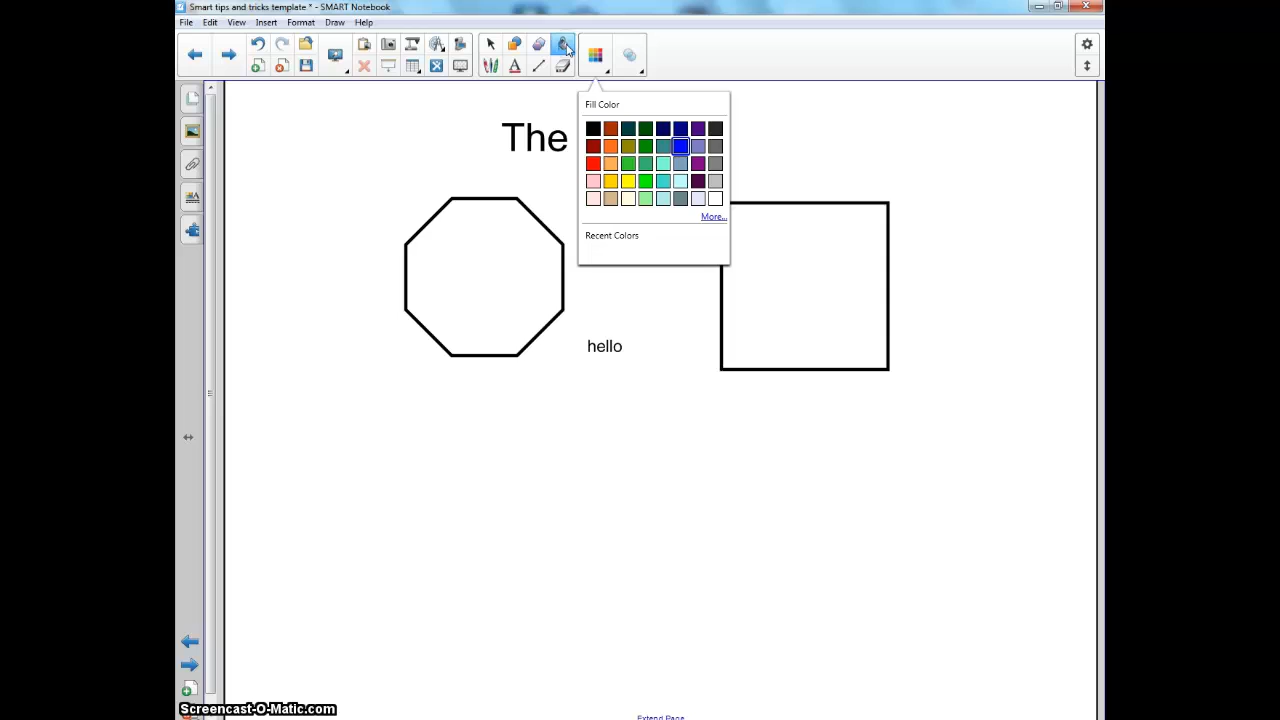 Smart tips and tricks template * - SMART Notebook
File Edit View Insert Format Draw Help
Fill Color
The
More...
Recent Colors
hello
Extend Page
Screencast-O-Matic.com